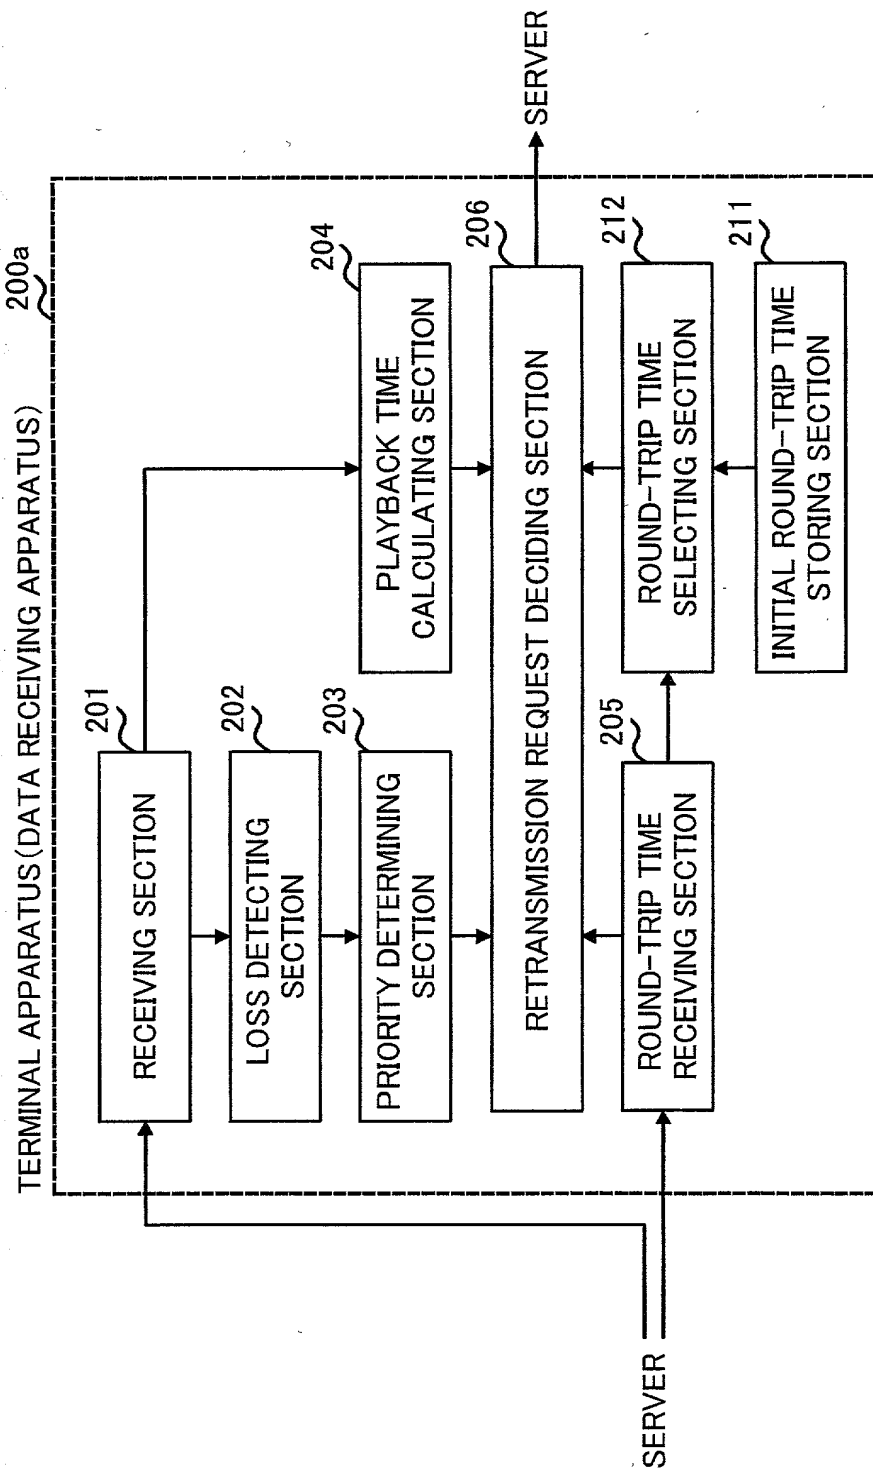 TERMINAL APPARATUS(DATA RECEIVING APPARATUS)
200a
201
RECEIVING SECTION
202
LOSS DETECTING
SECTION
203
PRIORITY DETERMINING
SECTION
204
PLAYBACK TIME
CALCULATING SECTION
206
RETRANSMISSION REQUEST DECIDING SECTION
SERVER
205
ROUND-TRIP TIME
RECEIVING SECTION
212
ROUND-TRIP TIME
SELECTING SECTION
211
INITIAL ROUND-TRIP TIME
STORING SECTION
SERVER